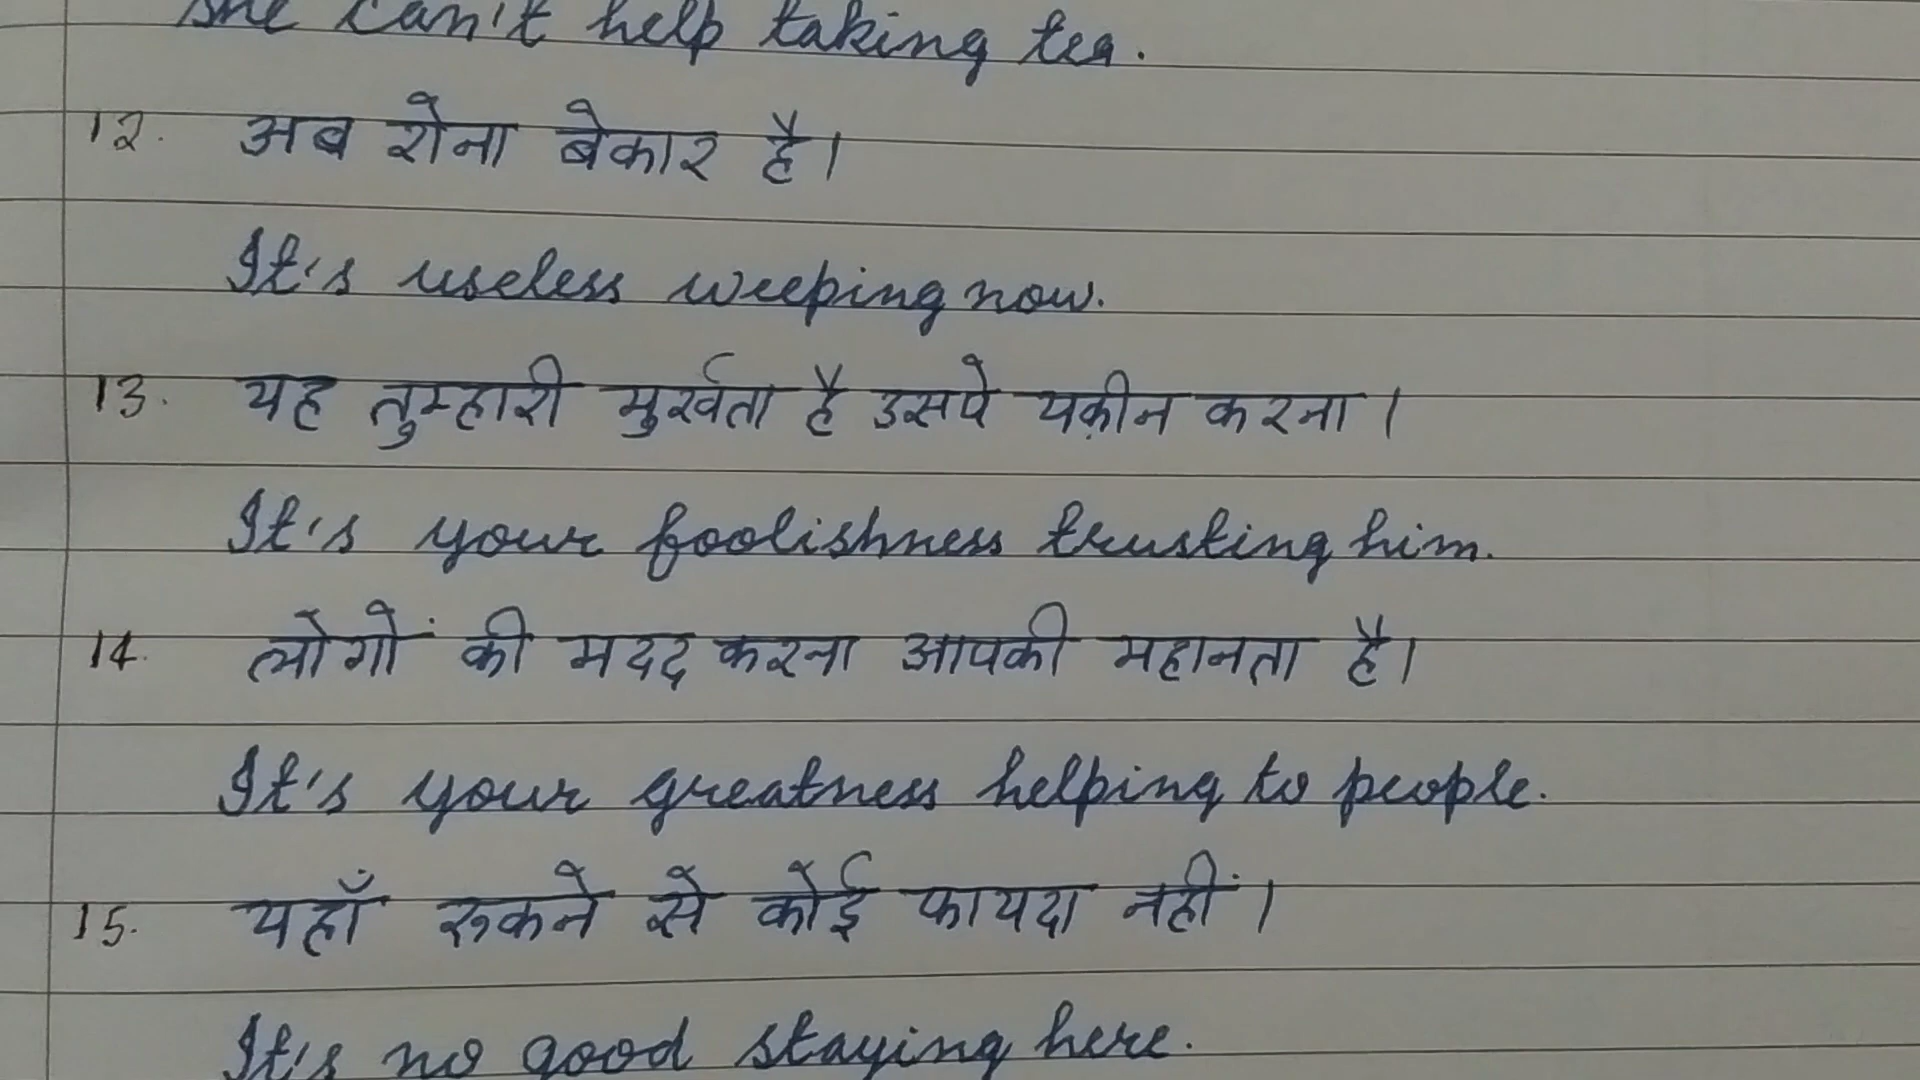 She can't help taking tea.
12. अब रोना बेकार है।
It's useless weeping now.
13. यह तुम्हारी मुर्खता है उसपे यक़ीन करना।
It's your foolishness trusting him.
14. लोगों की मदद करना आपकी महानता है।
It's your greatness helping to people.
15. यहाँ रुकने से कोई फायदा नहीं।
It's no good staying here.